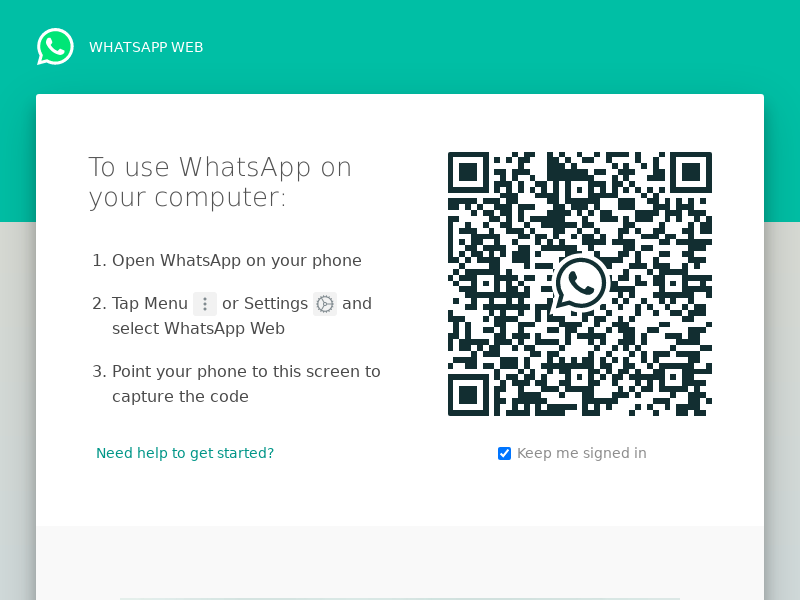 WHATSAPP WEB
To use WhatsApp on
your computer:
1. Open WhatsApp on your phone
2. Tap Menu or Settings and
select WhatsApp Web
3. Point your phone to this screen to
capture the code
Need help to get started?
Keep me signed in